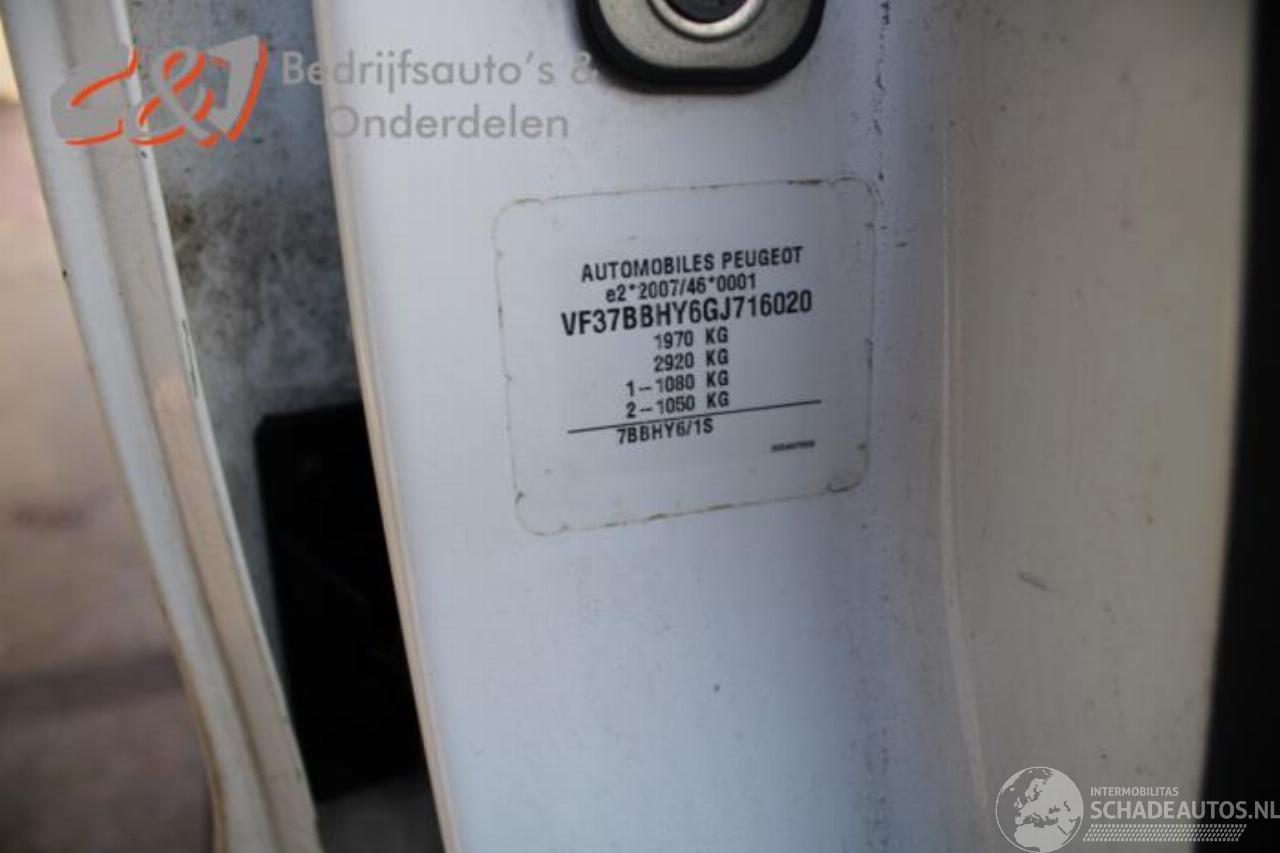 C&J Bedrijfsauto's &
Onderdelen
AUTOMOBILES PEUGEOT
e2*2007/46*0001
VF37BBHY6GJ716020
1970 KG
2920 KG
1-1080 KG
2-1050 KG
7BBHY6/1S
INTERMOBILITAS
SCHADEAUTOS.NL